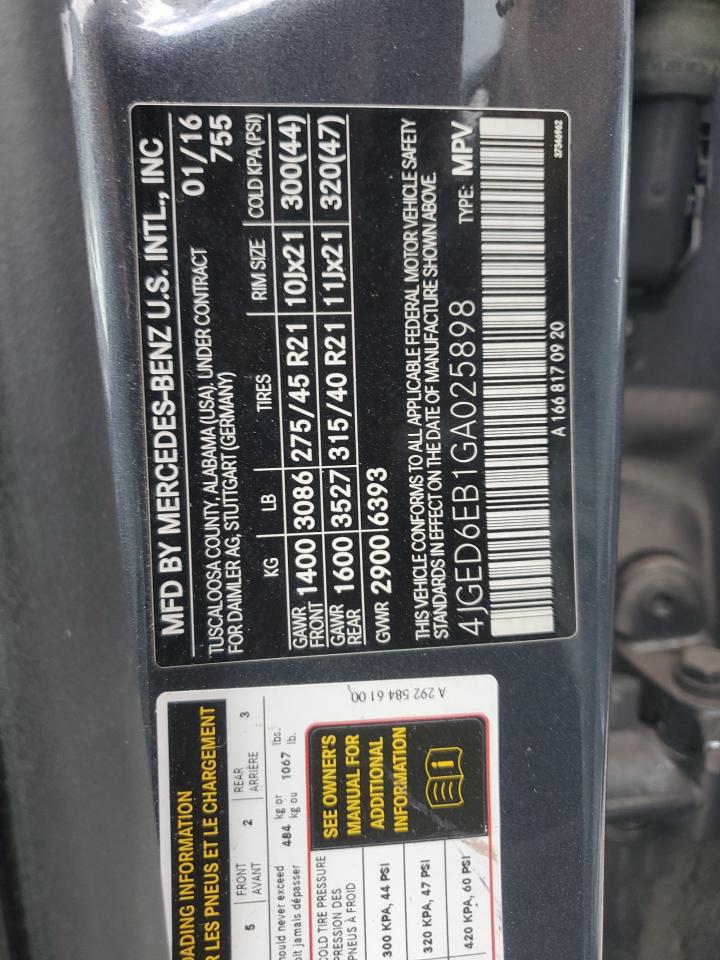 MFD BY MERCEDES-BENZ U.S. INTL., INC
TUSCALOOSA COUNTY, ALABAMA (USA), UNDER CONTRACT 01/16
FOR DAIMLER AG, STUTTGART (GERMANY) 755
KG LB TIRES RIM SIZE COLD KPA(PSI)
GAWR FRONT 1400 3086 275/45 R21 10Jx21 300(44)
GAWR REAR 1600 3527 315/40 R21 11Jx21 320(47)
GVWR 2900 6393
THIS VEHICLE CONFORMS TO ALL APPLICABLE FEDERAL MOTOR VEHICLE SAFETY
STANDARDS IN EFFECT ON THE DATE OF MANUFACTURE SHOWN ABOVE.
4JGED6EB1GA025898 TYPE: MPV
A 166 817 09 20 37346962
OADING INFORMATION
R LES PNEUS ET LE CHARGEMENT
5 FRONT 2 REAR 3
AVANT ARRIÈRE
hould never exceed 484 kg or 1067 lbs.
oit jamais dépasser kg ou lb.
OLD TIRE PRESSURE
PRESSION DES
PNEUS À FROID
300 KPA, 44 PSI
320 KPA, 47 PSI
420 KPA, 60 PSI
SEE OWNER'S
MANUAL FOR
ADDITIONAL
INFORMATION
A 292 584 61 00